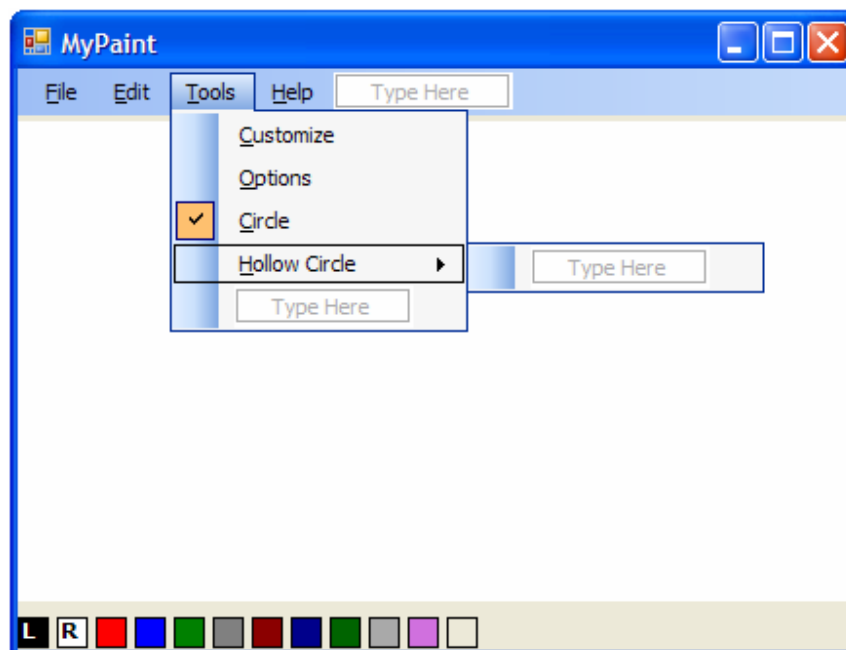 MyPaint
File Edit Tools Help Type Here
Customize
Options
Circle
Hollow Circle Type Here
Type Here
L R